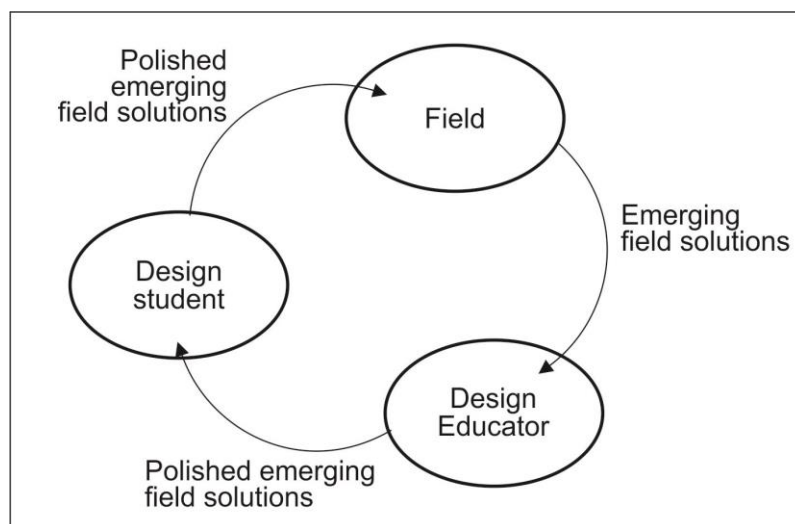 Polished
emerging
field solutions
Field
Emerging
field solutions
Design
student
Design
Educator
Polished emerging
field solutions